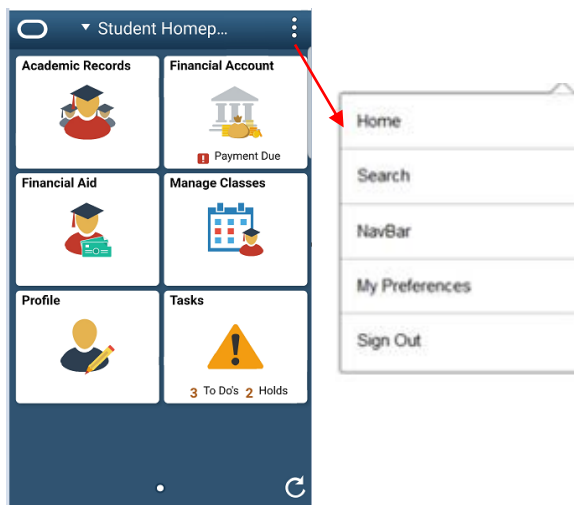 Student Homep...
Academic Records
Financial Account
! Payment Due
Financial Aid
Manage Classes
Profile
Tasks
3 To Do's 2 Holds
Home
Search
NavBar
My Preferences
Sign Out